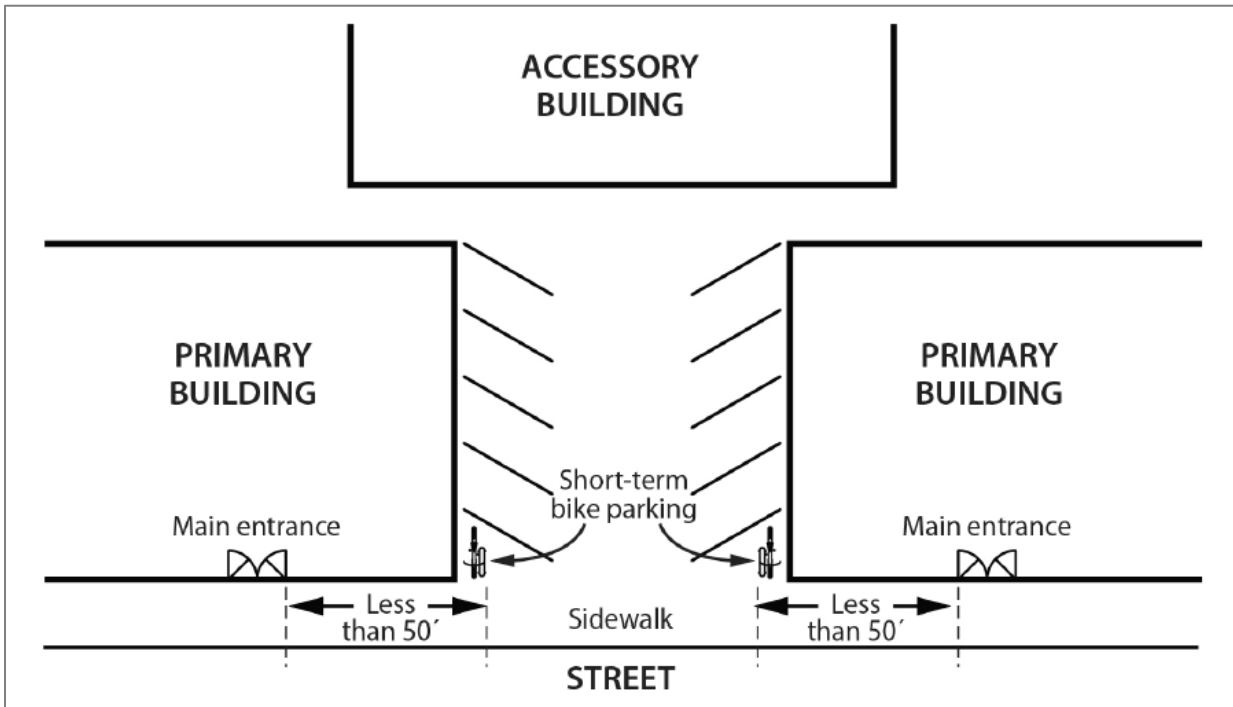 ACCESSORY
BUILDING
PRIMARY
BUILDING
PRIMARY
BUILDING
Short-term
bike parking
Main entrance
Main entrance
Less
than 50´
Sidewalk
Less
than 50´
STREET